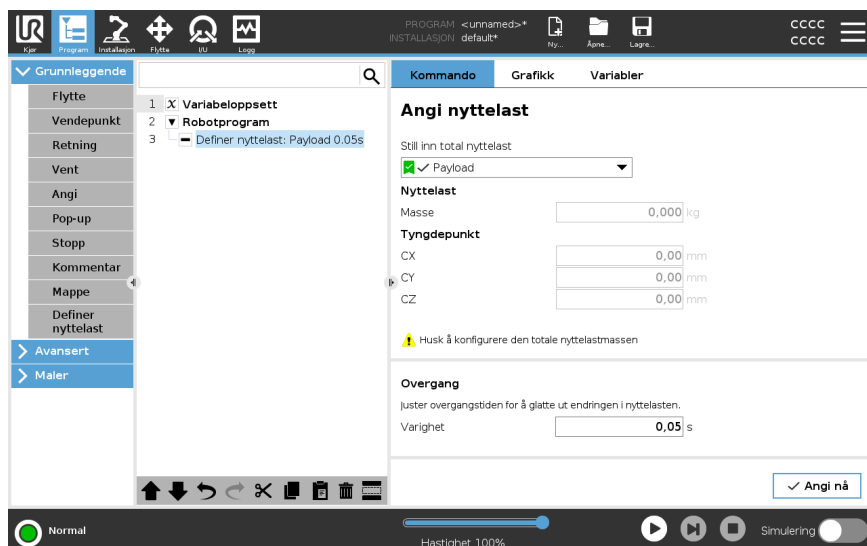 UR
Kjør
Program
Installasjon
Flytte
I/U
Logg
PROGRAM <unnamed>*
INSTALLASJON default*
Ny...
Åpne...
Lagre...
CCCC
CCCC
Grunnleggende
Flytte
Vendepunkt
Retning
Vent
Angi
Pop-up
Stopp
Kommentar
Mappe
Definer
nyttelast
Avansert
Maler
1 X Variabeloppsett
2 Robotprogram
3 Definer nyttelast: Payload 0.05s
Kommando
Grafikk
Variabler
Angi nyttelast
Still inn total nyttelast
Payload
Nyttelast
Masse 0,000 kg
Tyngdepunkt
CX 0,00 mm
CY 0,00 mm
CZ 0,00 mm
Husk å konfigurere den totale nyttelastmassen
Overgang
Juster overgangstiden for å glatte ut endringen i nyttelasten.
Varighet 0,05 s
Angi nå
Normal
Hastighet 100%
Simulering